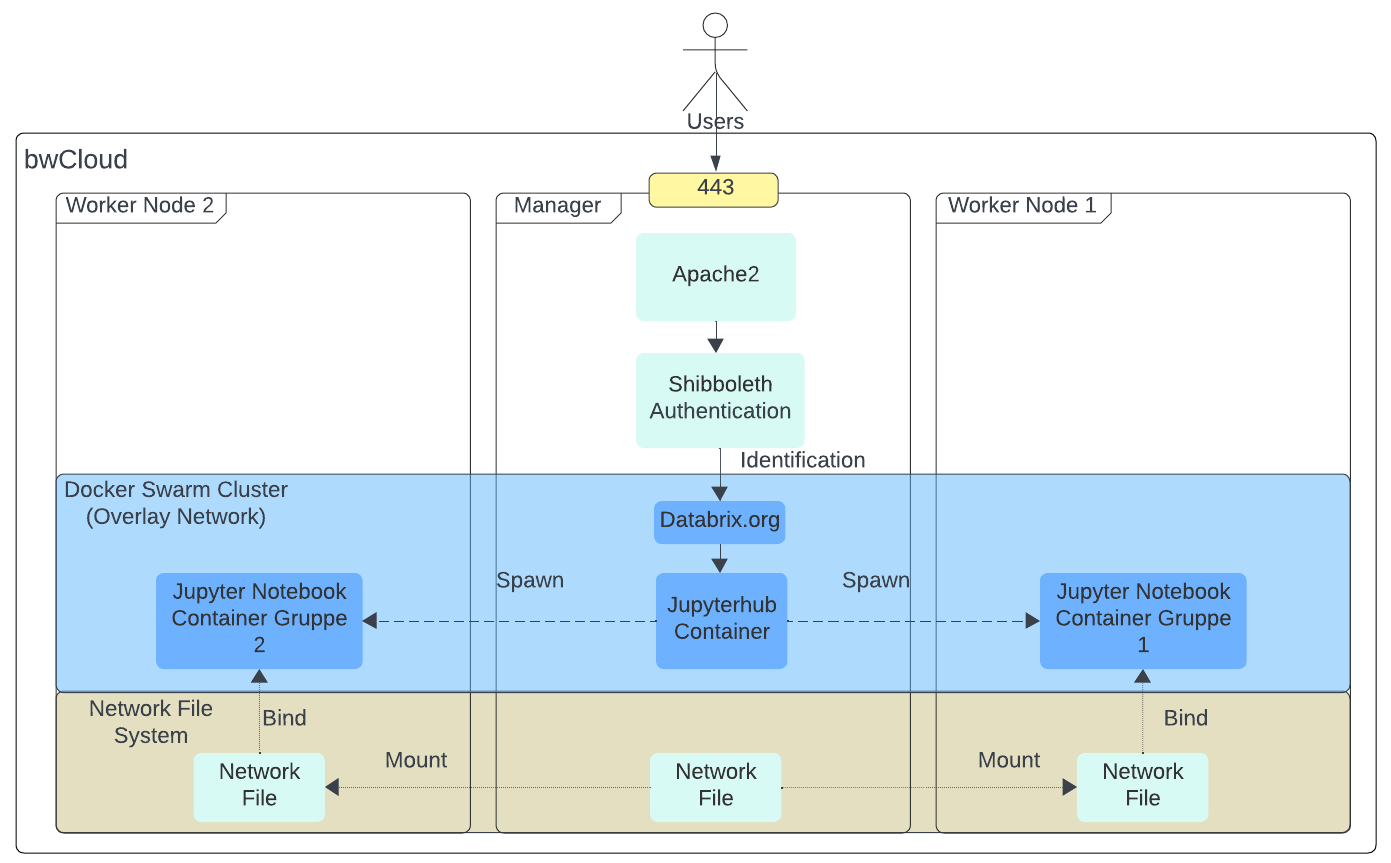 Users
bwCloud
443
Worker Node 2
Manager
Worker Node 1
Apache2
Shibboleth
Authentication
Identification
Docker Swarm Cluster
(Overlay Network)
Databrix.org
Spawn
Spawn
Jupyter Notebook
Container Gruppe
2
Jupyterhub
Container
Jupyter Notebook
Container Gruppe
1
Network File
System
Bind
Bind
Mount
Mount
Network
File
Network
File
Network
File